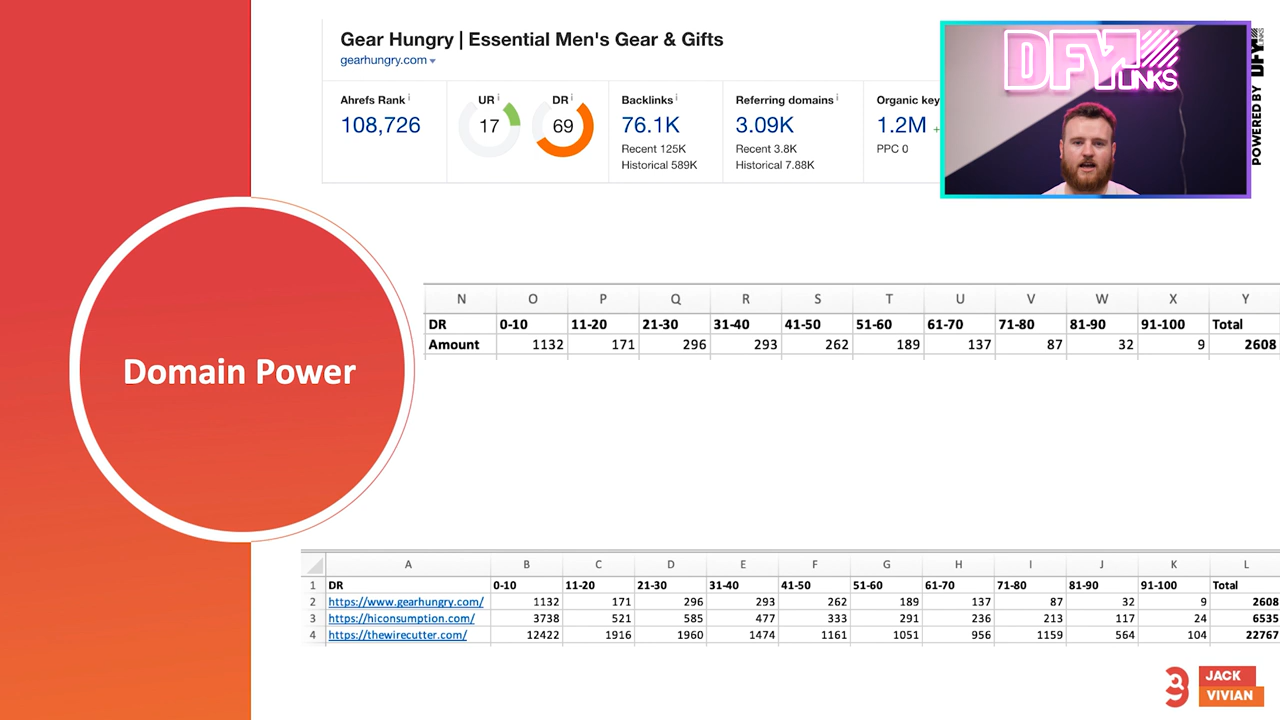 Gear Hungry | Essential Men's Gear & Gifts
gearhungry.com
Ahrefs Rank i UR i DR i Backlinks i Referring domains i Organic key
108,726 17 69 76.1K 3.09K 1.2M +
Recent 125K Recent 3.8K PPC 0
Historical 589K Historical 7.88K
DFY LINKS
POWERED BY DFY
N O P Q R S T U V W X Y
DR 0-10 11-20 21-30 31-40 41-50 51-60 61-70 71-80 81-90 91-100 Total
Amount 1132 171 296 293 262 189 137 87 32 9 2608
Domain Power
A B C D E F G H I J K L
1 DR 0-10 11-20 21-30 31-40 41-50 51-60 61-70 71-80 81-90 91-100 Total
2 https://www.gearhungry.com/ 1132 171 296 293 262 189 137 87 32 9 2608
3 https://hiconsumption.com/ 3738 521 585 477 333 291 236 213 117 24 6535
4 https://thewirecutter.com/ 12422 1916 1960 1474 1161 1051 956 1159 564 104 22767
JACK
VIVIAN